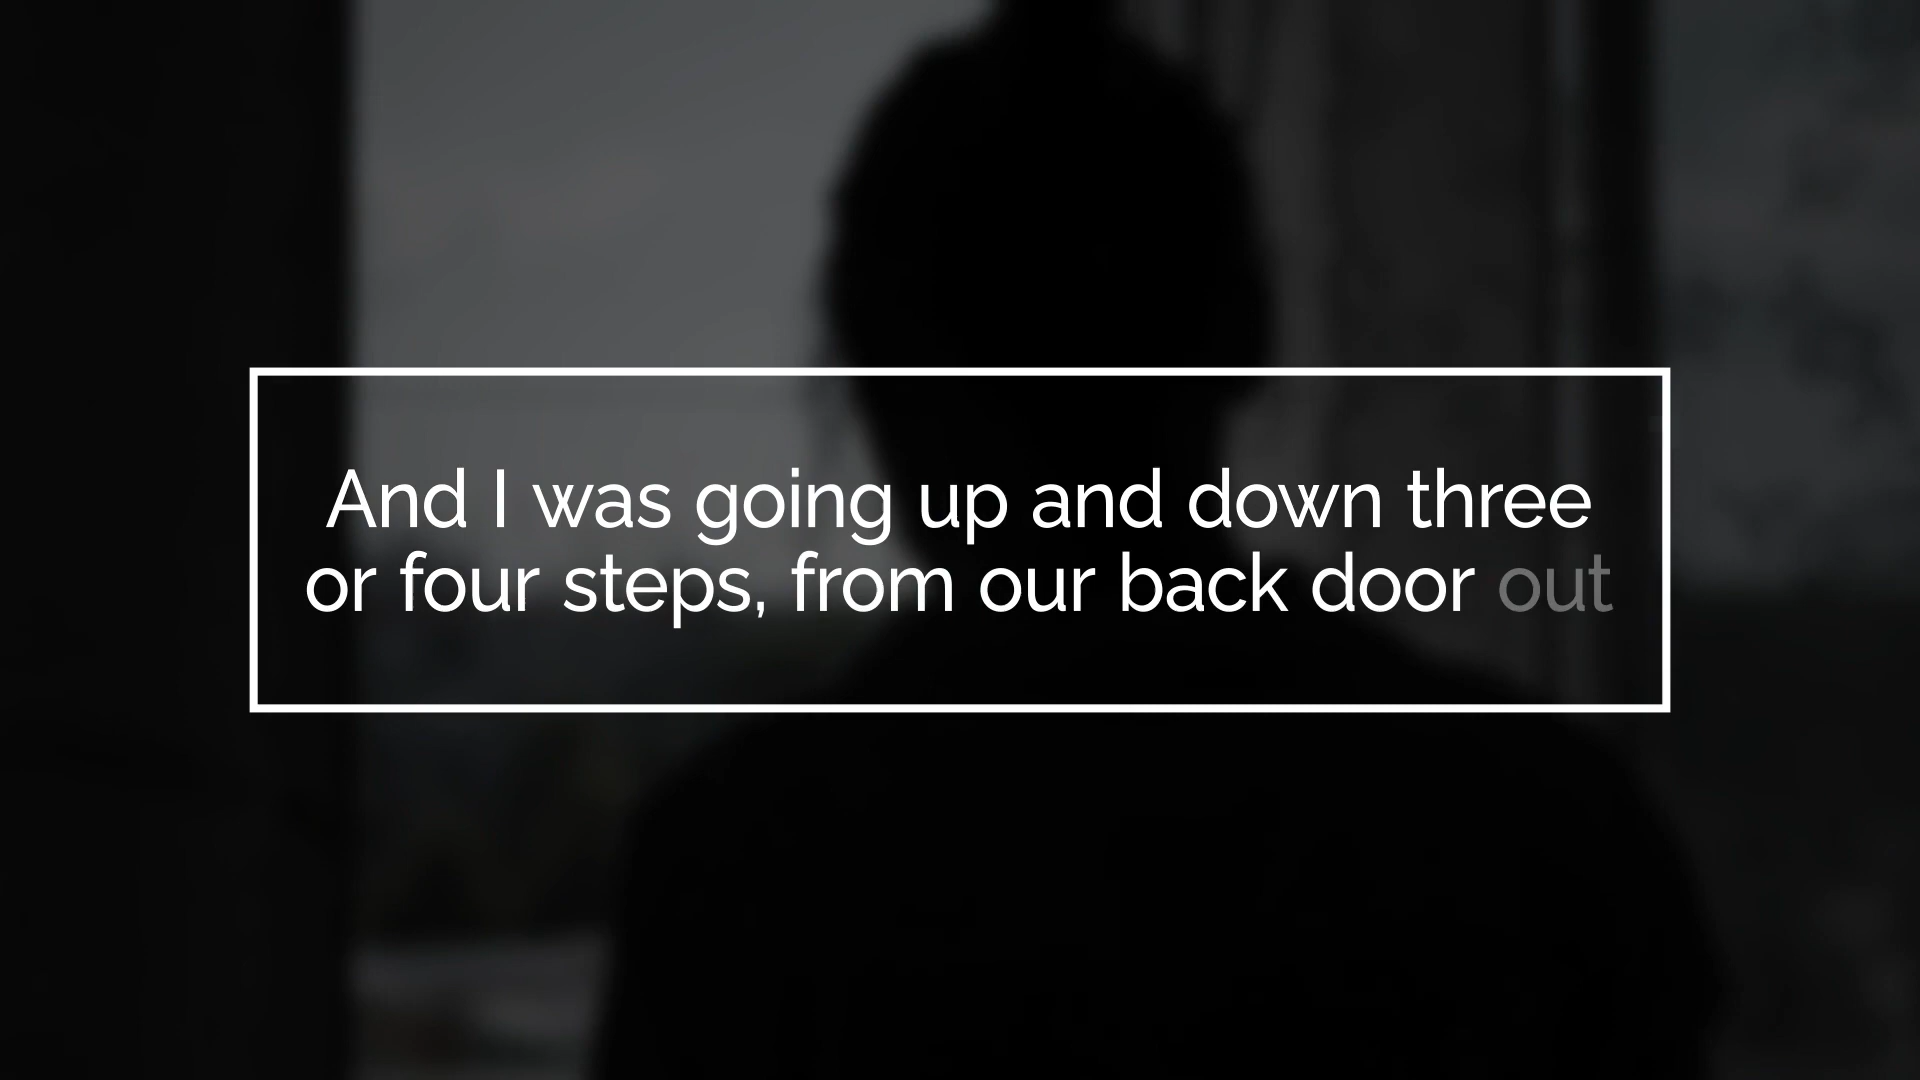 And I was going up and down three
or four steps, from our back door out